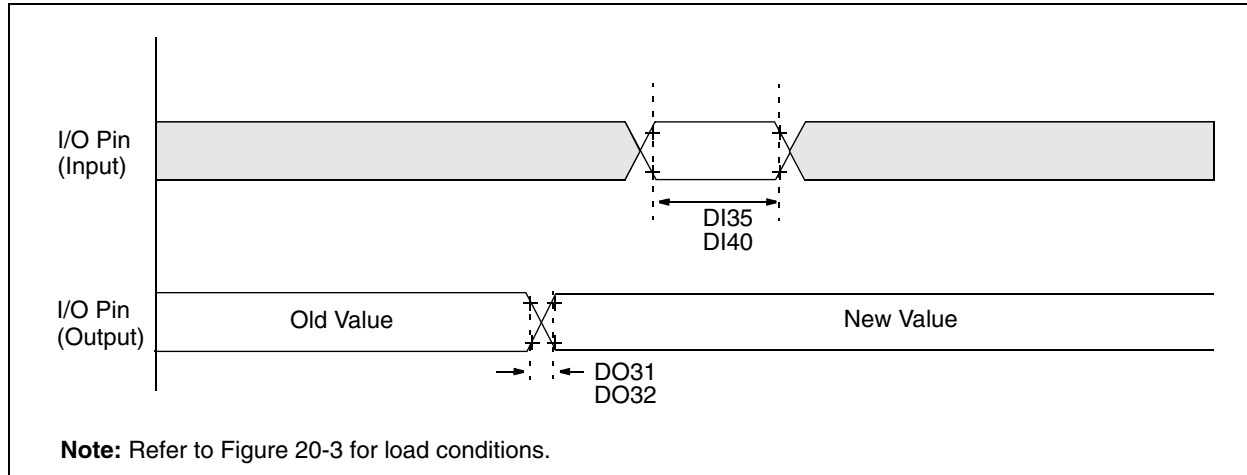 I/O Pin
(Input)
DI35
DI40
I/O Pin
(Output)
Old Value
New Value
DO31
DO32
Note: Refer to Figure 20-3 for load conditions.